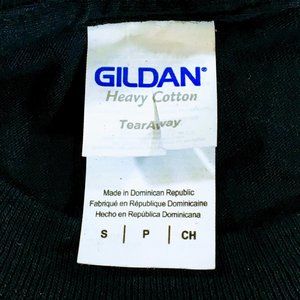 GILDAN®
Heavy Cotton
TearAway
Made in Dominican Republic
Fabriqué en République Dominicaine
Hecho en República Dominicana
S | P | CH